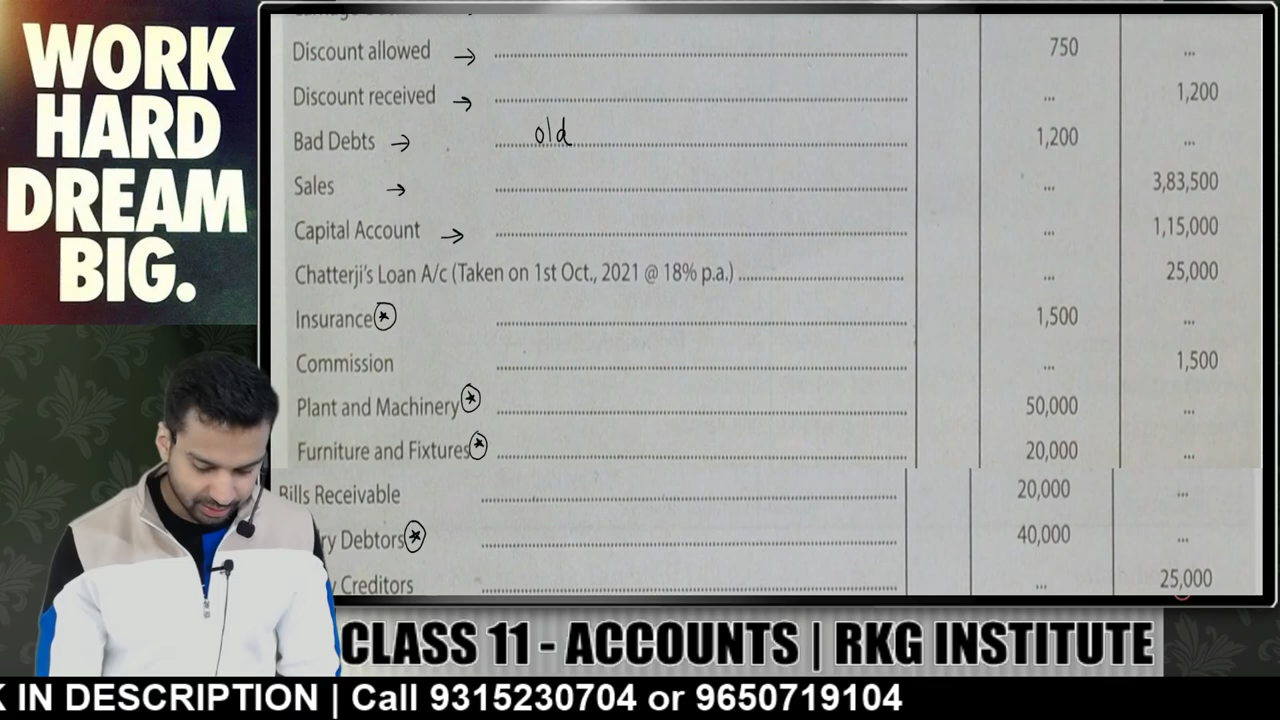 WORK
HARD
DREAM
BIG.
Discount allowed → 750 ...
Discount received → ... 1,200
Bad Debts → old 1,200 ...
Sales → ... 3,83,500
Capital Account → ... 1,15,000
Chatterji's Loan A/c (Taken on 1st Oct., 2021 @ 18% p.a.) ... 25,000
Insurance 1,500 ...
Commission ... 1,500
Plant and Machinery 50,000 ...
Furniture and Fixtures 20,000 ...
Bills Receivable 20,000 ...
ry Debtors 40,000 ...
Creditors ... 25,000
CLASS 11 - ACCOUNTS | RKG INSTITUTE
K IN DESCRIPTION | Call 9315230704 or 9650719104